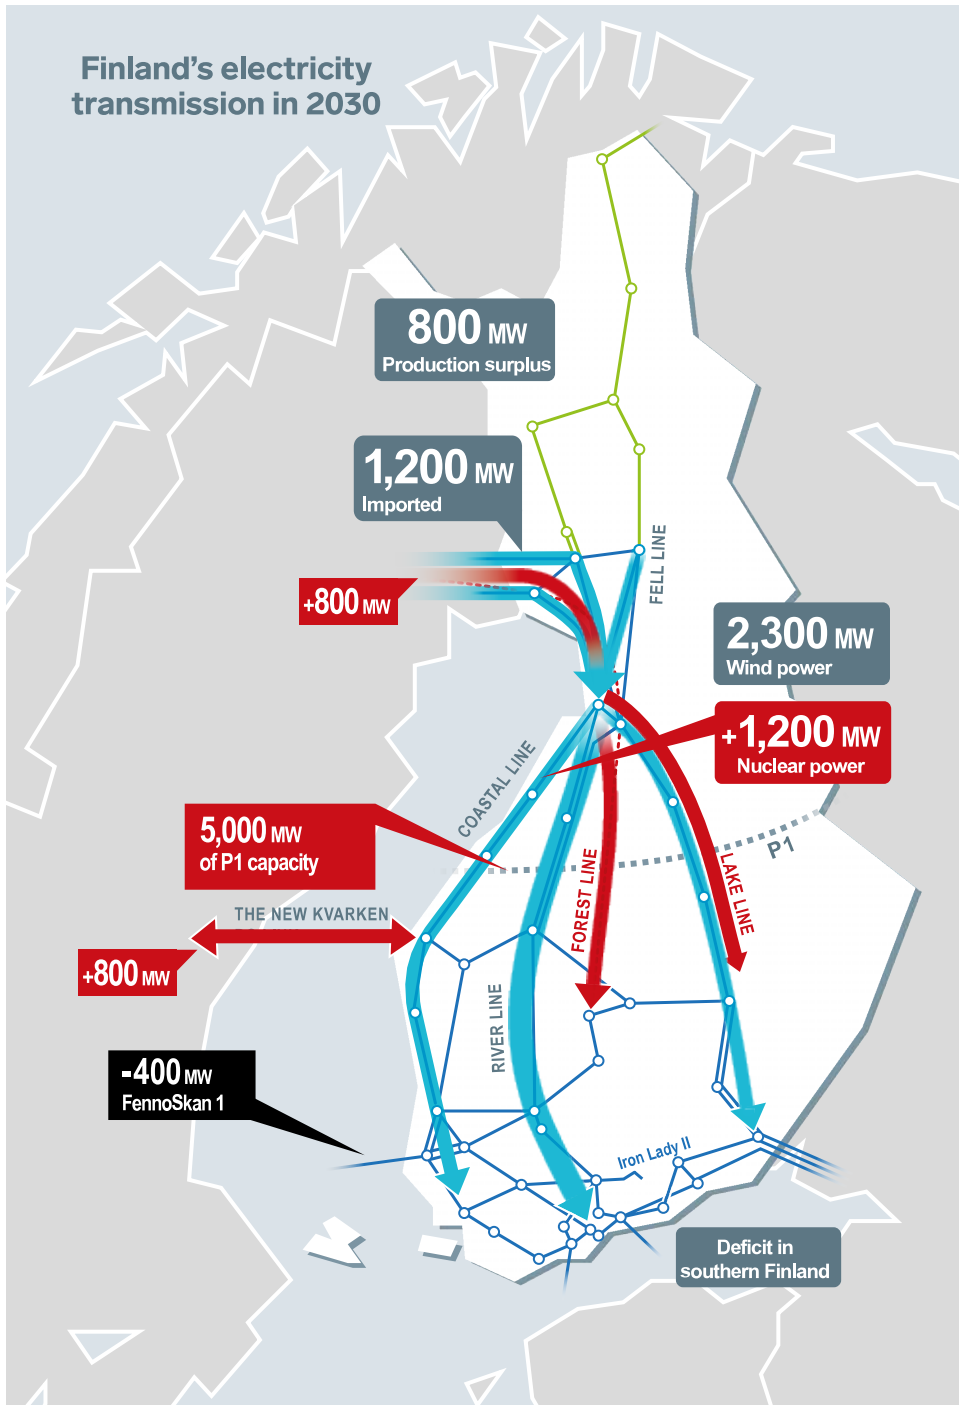 Finland's electricity
transmission in 2030
800 MW
Production surplus
1,200 MW
Imported
FELL LINE
+800 MW
2,300 MW
Wind power
+1,200 MW
Nuclear power
COASTAL LINE
5,000 MW
of P1 capacity
P1
LAKE LINE
FOREST LINE
THE NEW KVARKEN
+800 MW
RIVER LINE
-400 MW
FennoSkan 1
Iron Lady II
Deficit in
southern Finland